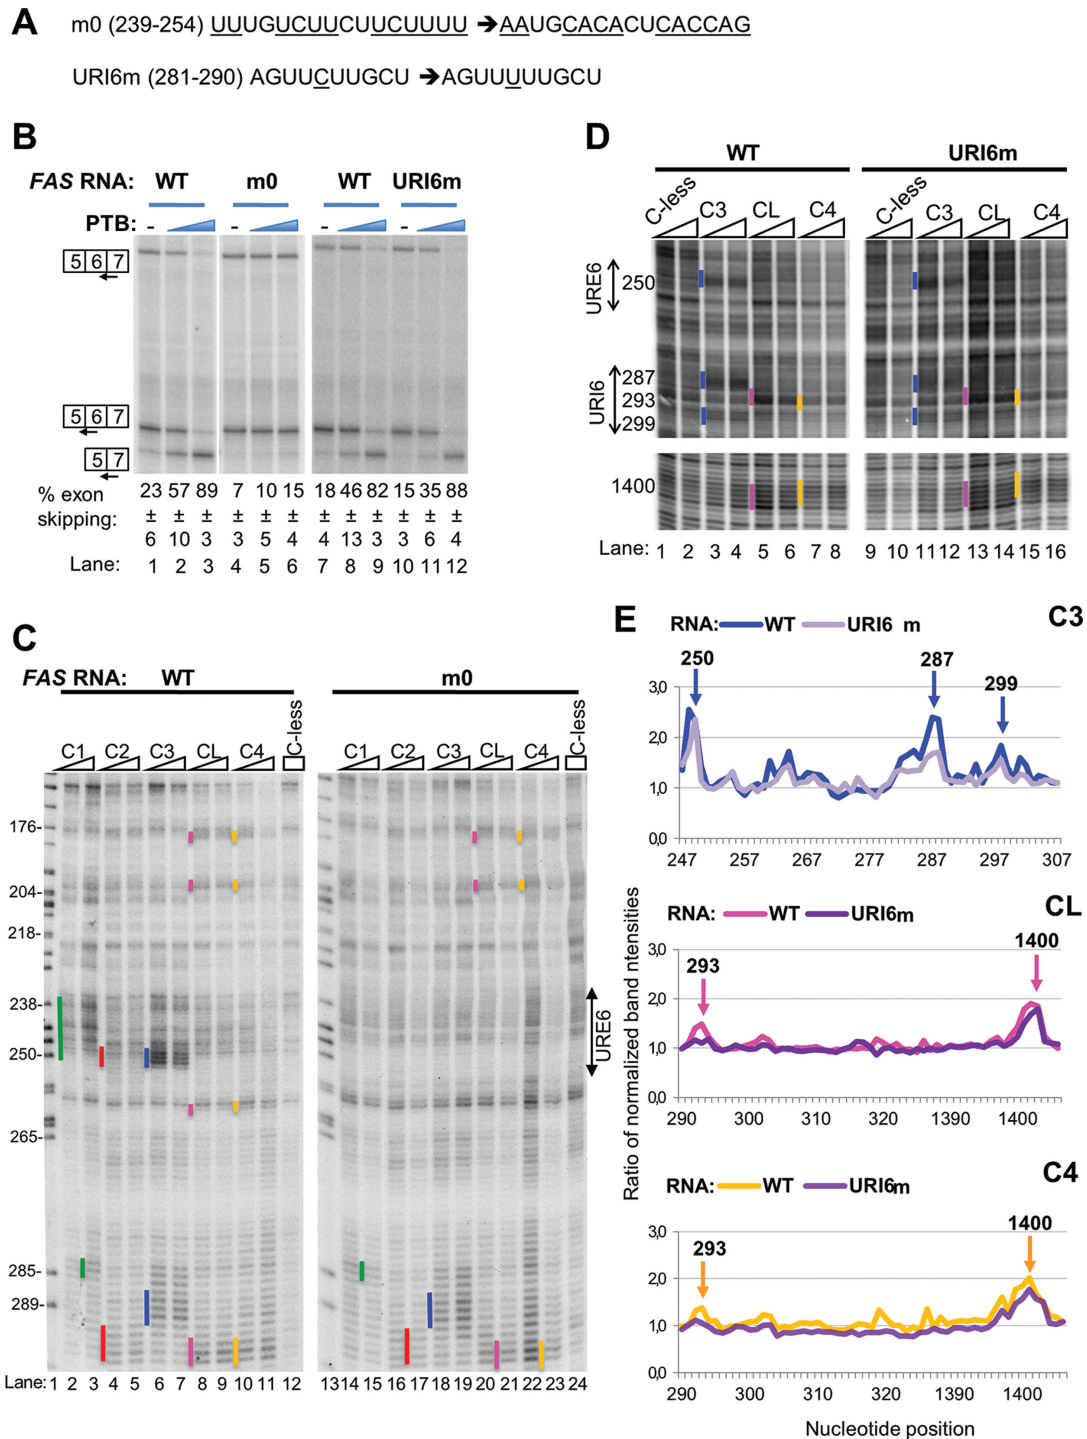 A
m0 (239-254) UUUGUCUUCUUCUUUU ➔AAUGCACACUCACCAG
URI6m (281-290) AGUUCUUGCU ➔AGUUUUUGCU
B
FAS RNA: WT m0 WT URI6m
PTB: - - - -
5 6 7
5 6 7
5 7
% exon 23 57 89 7 10 15 18 46 82 15 35 88
skipping: ± ± ± ± ± ± ± ± ± ± ± ±
6 10 3 3 5 4 4 13 3 3 6 4
Lane: 1 2 3 4 5 6 7 8 9 10 11 12
C
FAS RNA: WT m0
C1 C2 C3 CL C4 C-less C1 C2 C3 CL C4 C-less
176-
204-
218-
238-
250-
265-
285-
289-
URE6
Lane: 1 2 3 4 5 6 7 8 9 10 11 12 13 14 15 16 17 18 19 20 21 22 23 24
D
WT URI6m
C-less C3 CL C4 C-less C3 CL C4
URE6 250
URI6 287
293
299
1400
Lane: 1 2 3 4 5 6 7 8 9 10 11 12 13 14 15 16
E
RNA: WT URI6 m C3
250 287 299
3,0
2,0
1,0
0,0
247 257 267 277 287 297 307
RNA: WT URI6m CL
293 1400
3,0
2,0
1,0
0,0
290 300 310 320 1390 1400
RNA: WT URI6m C4
293 1400
3,0
2,0
1,0
0,0
290 300 310 320 1390 1400
Ratio of normalized band ntensities
Nucleotide position